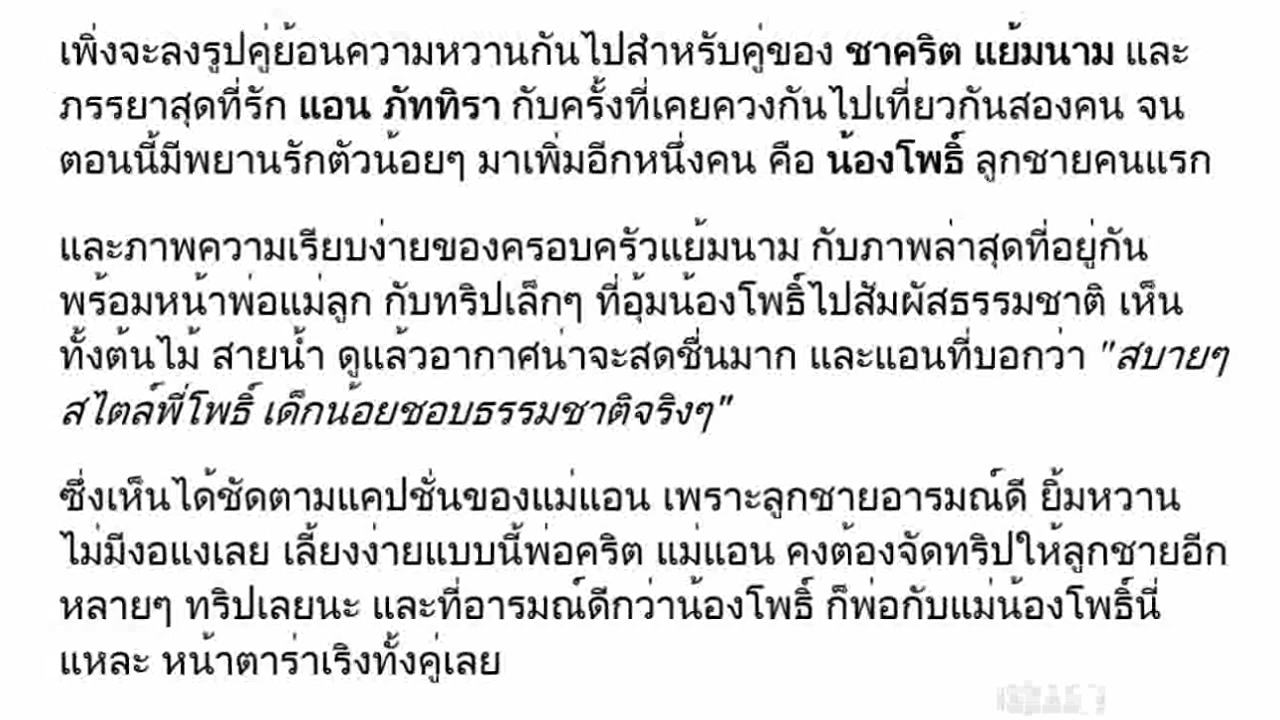 เพิ่งจะลงรูปคู่ย้อนความหวานกันไปสำหรับคู่ของ ชาคริต แย้มนาม และ
ภรรยาสุดที่รัก แอน ภัททิรา กับครั้งที่เคยควงกันไปเที่ยวกันสองคน จน
ตอนนี้มีพยานรักตัวน้อยๆ มาเพิ่มอีกหนึ่งคน คือ น้องโพธิ์ ลูกชายคนแรก
และภาพความเรียบง่ายของครอบครัวแย้มนาม กับภาพล่าสุดที่อยู่กัน
พร้อมหน้าพ่อแม่ลูก กับทริปเล็กๆ ที่อุ้มน้องโพธิ์ไปสัมผัสธรรมชาติ เห็น
ทั้งต้นไม้ สายน้ำ ดูแล้วอากาศน่าจะสดชื่นมาก และแอนที่บอกว่า "สบายๆ
สไตล์พี่โพธิ์ เด็กน้อยชอบธรรมชาติจริงๆ"
ซึ่งเห็นได้ชัดตามแคปชั่นของแม่แอน เพราะลูกชายอารมณ์ดี ยิ้มหวาน
ไม่มีงอแงเลย เลี้ยงง่ายแบบนี้พ่อคริต แม่แอน คงต้องจัดทริปให้ลูกชายอีก
หลายๆ ทริปเลยนะ และที่อารมณ์ดีกว่าน้องโพธิ์ ก็พ่อกับแม่น้องโพธิ์นี่
แหละ หน้าตาร่าเริงทั้งคู่เลย